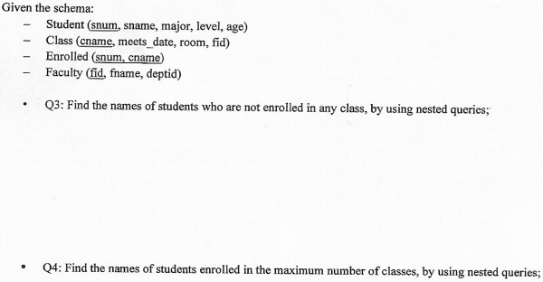 Given the schema:
– Student (snum, sname, major, level, age)
– Class (cname, meets_date, room, fid)
– Enrolled (snum, cname)
– Faculty (fid, fname, deptid)
• Q3: Find the names of students who are not enrolled in any class, by using nested queries;
• Q4: Find the names of students enrolled in the maximum number of classes, by using nested queries;